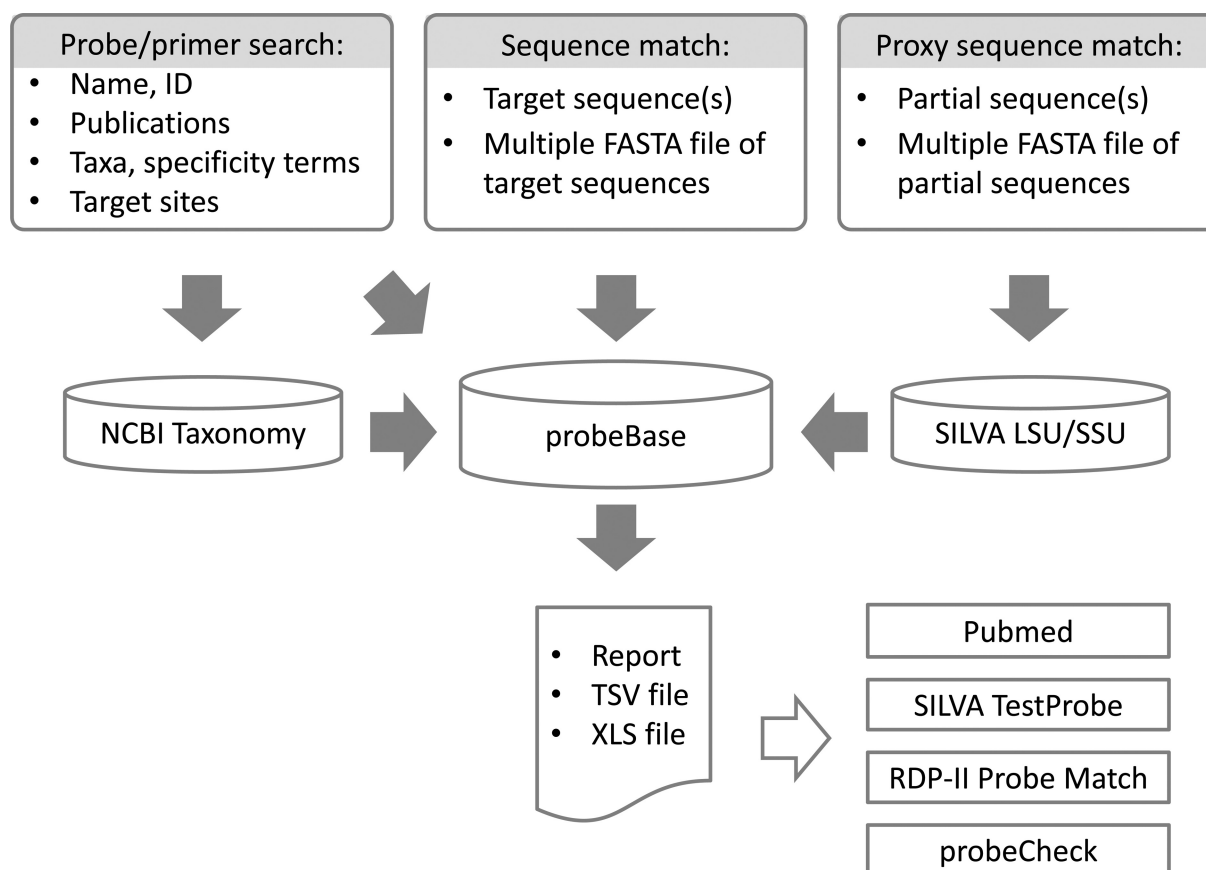 Probe/primer search:
• Name, ID
• Publications
• Taxa, specificity terms
• Target sites
Sequence match:
• Target sequence(s)
• Multiple FASTA file of
target sequences
Proxy sequence match:
• Partial sequence(s)
• Multiple FASTA file of
partial sequences
NCBI Taxonomy
probeBase
SILVA LSU/SSU
• Report
• TSV file
• XLS file
Pubmed
SILVA TestProbe
RDP-II Probe Match
probeCheck